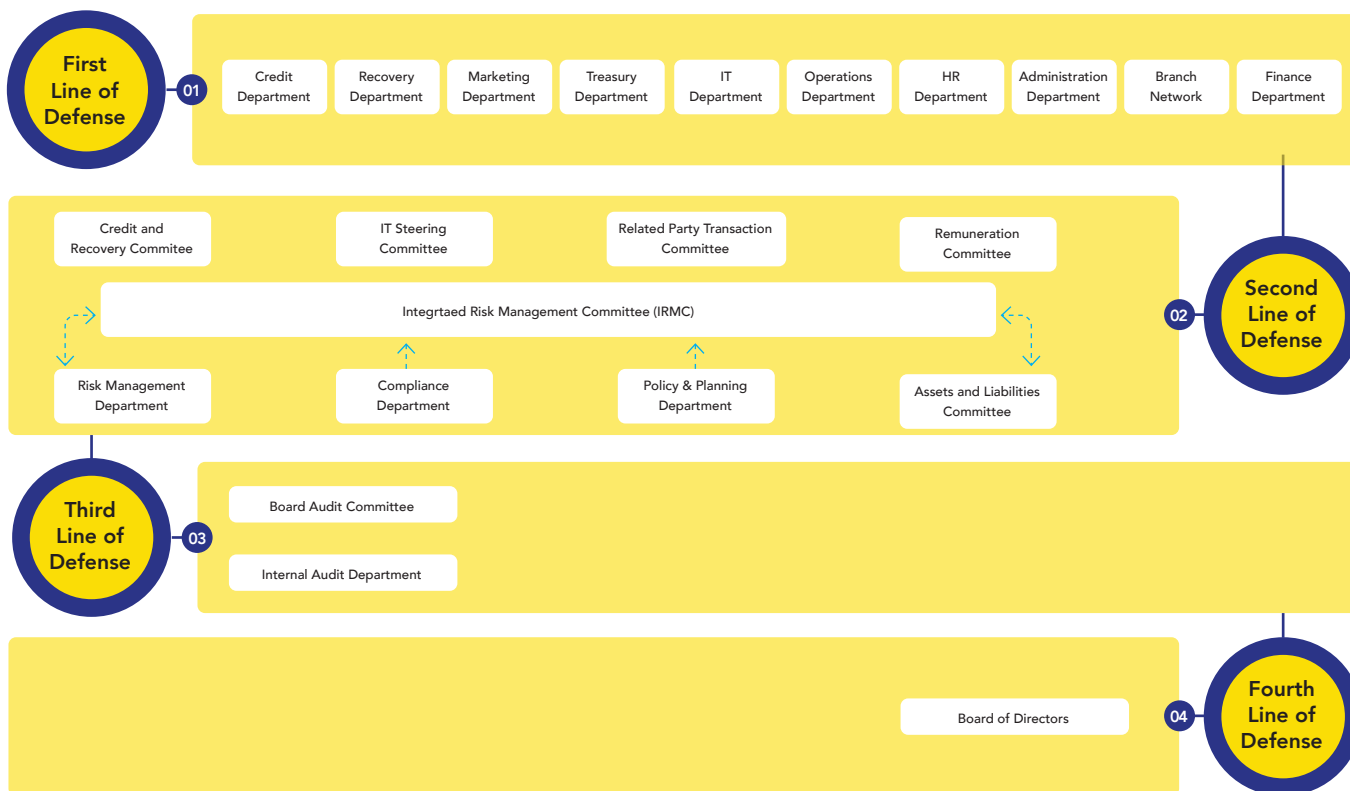 First
Line of
Defense
01
Credit
Department
Recovery
Department
Marketing
Department
Treasury
Department
IT
Department
Operations
Department
HR
Department
Administration
Department
Branch
Network
Finance
Department
Second
Line of
Defense
02
Credit and
Recovery Commitee
IT Steering
Committee
Related Party Transaction
Committee
Remuneration
Committee
Integrtaed Risk Management Committee (IRMC)
Risk Management
Department
Compliance
Department
Policy & Planning
Department
Assets and Liabilities
Committee
Third
Line of
Defense
03
Board Audit Committee
Internal Audit Department
Fourth
Line of
Defense
04
Board of Directors